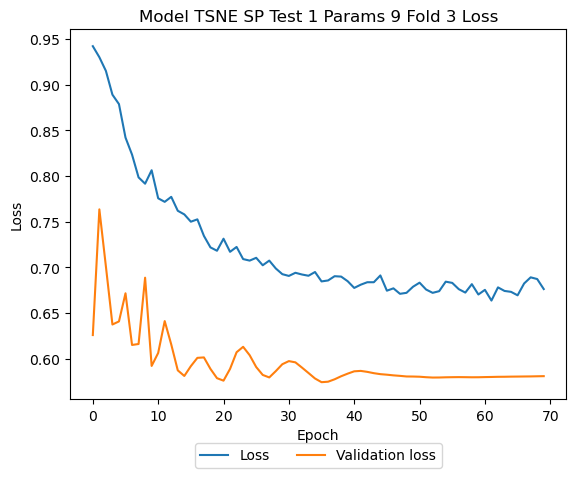 Model TSNE SP Test 1 Params 9 Fold 3 Loss
0.95
0.90
0.85
0.80
0.75
0.70
0.65
0.60
Loss
0 10 20 30 40 50 60 70
Epoch
Loss Validation loss